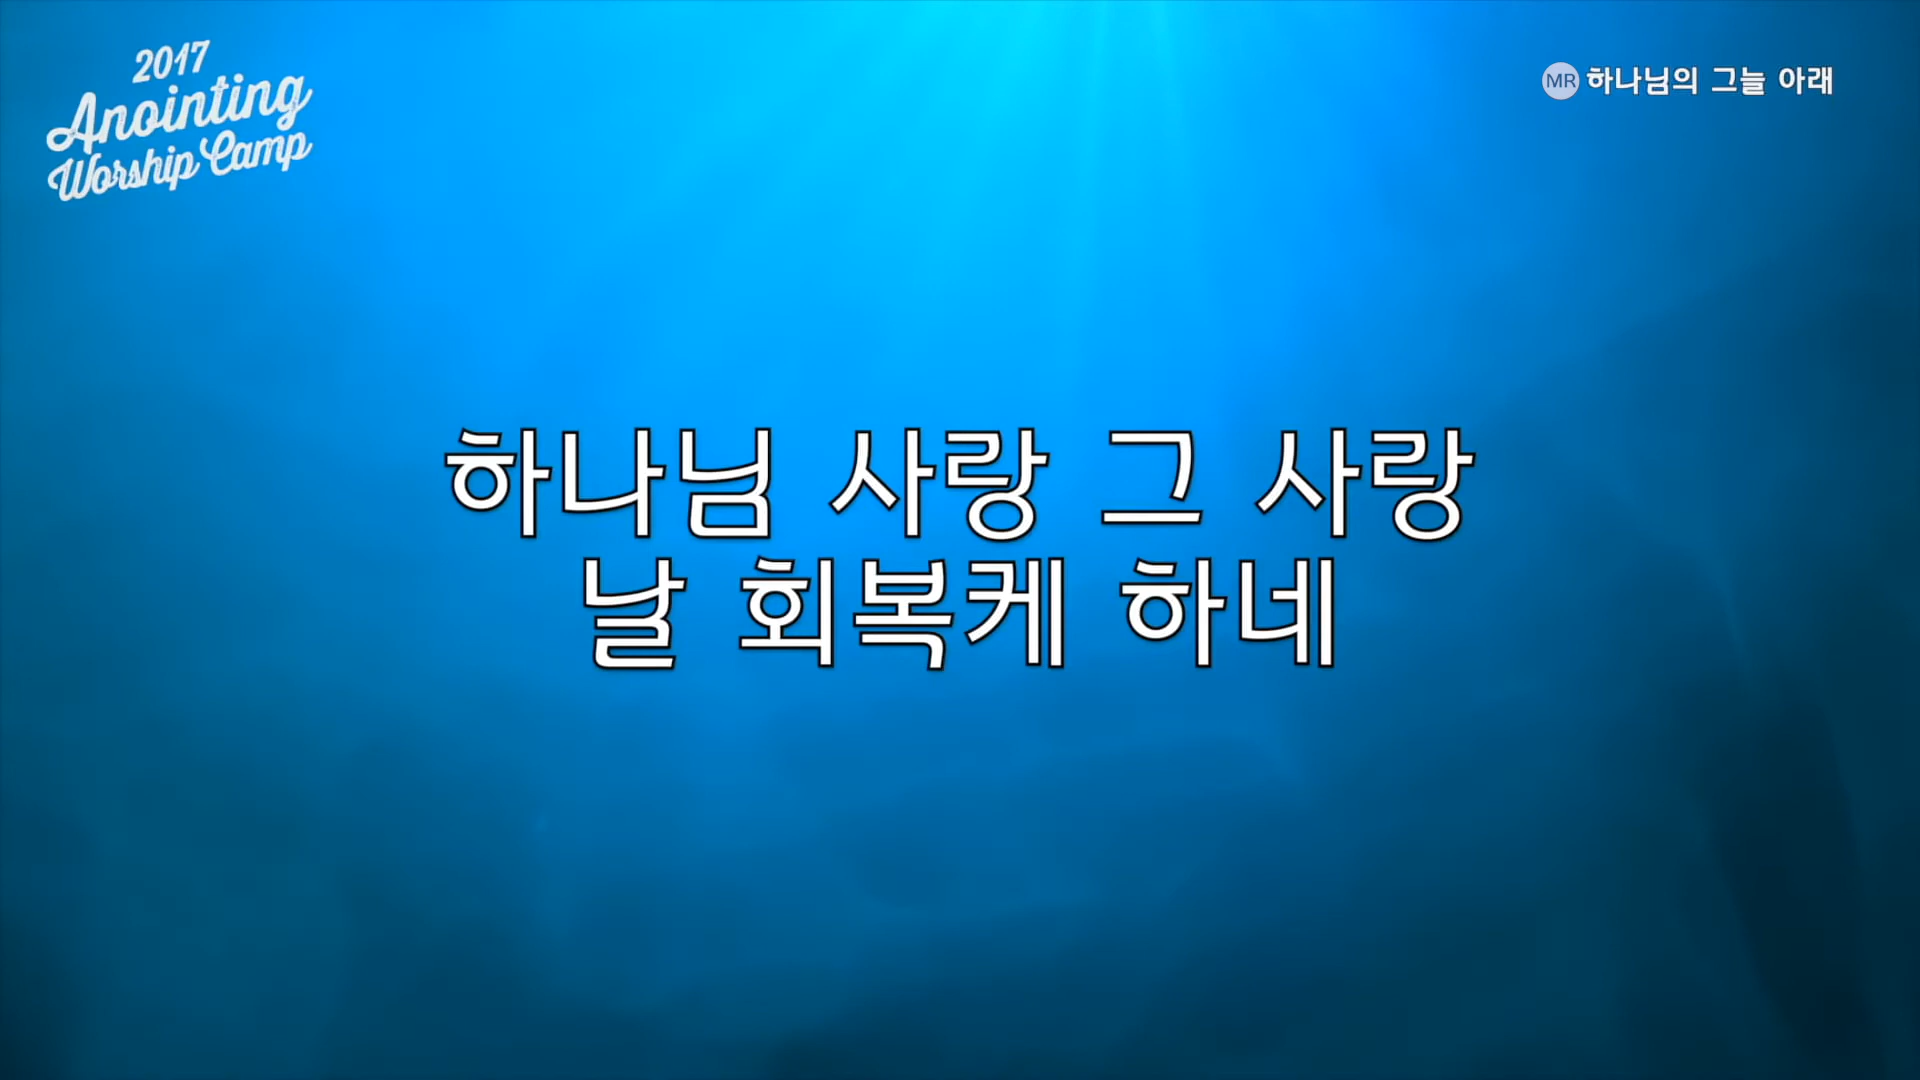 2017
Anointing
Worship Camp
MR 하나님의 그늘 아래
하나님 사랑 그 사랑
날 회복케 하네